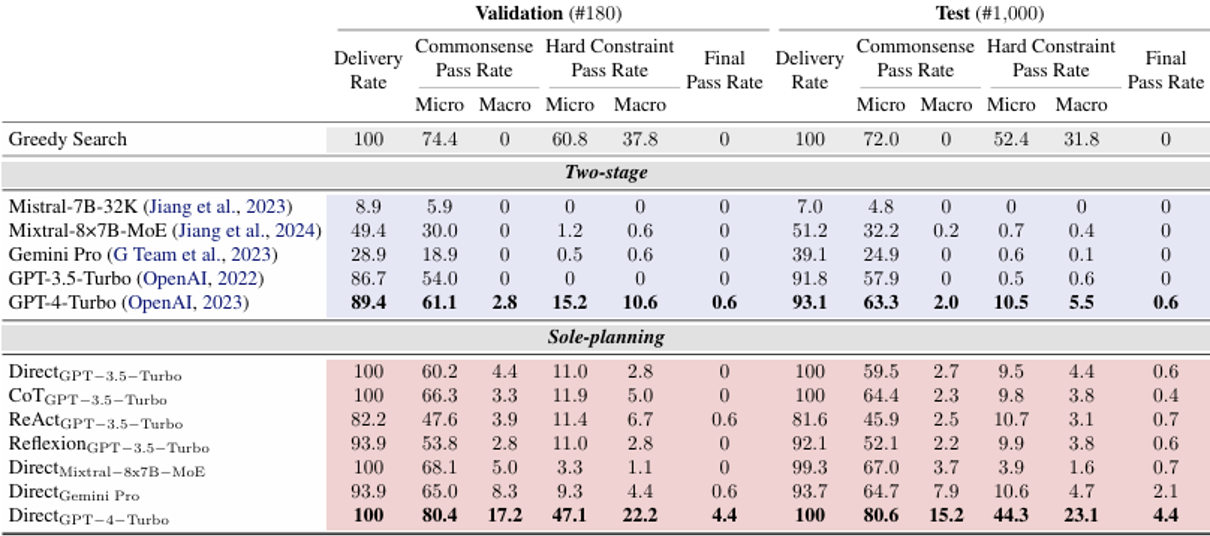 Validation (#180) Test (#1,000)
Delivery Rate Commonsense Pass Rate Hard Constraint Pass Rate Final Pass Rate Delivery Rate Commonsense Pass Rate Hard Constraint Pass Rate Final Pass Rate
Micro Macro Micro Macro Micro Macro Micro Macro
Greedy Search 100 74.4 0 60.8 37.8 0 100 72.0 0 52.4 31.8 0
Two-stage
Mistral-7B-32K (Jiang et al., 2023) 8.9 5.9 0 0 0 0 7.0 4.8 0 0 0 0
Mixtral-8×7B-MoE (Jiang et al., 2024) 49.4 30.0 0 1.2 0.6 0 51.2 32.2 0.2 0.7 0.4 0
Gemini Pro (G Team et al., 2023) 28.9 18.9 0 0.5 0.6 0 39.1 24.9 0 0.6 0.1 0
GPT-3.5-Turbo (OpenAI, 2022) 86.7 54.0 0 0 0 0 91.8 57.9 0 0.5 0.6 0
GPT-4-Turbo (OpenAI, 2023) 89.4 61.1 2.8 15.2 10.6 0.6 93.1 63.3 2.0 10.5 5.5 0.6
Sole-planning
Direct GPT−3.5−Turbo 100 60.2 4.4 11.0 2.8 0 100 59.5 2.7 9.5 4.4 0.6
CoT GPT−3.5−Turbo 100 66.3 3.3 11.9 5.0 0 100 64.4 2.3 9.8 3.8 0.4
ReAct GPT−3.5−Turbo 82.2 47.6 3.9 11.4 6.7 0.6 81.6 45.9 2.5 10.7 3.1 0.7
Reflexion GPT−3.5−Turbo 93.9 53.8 2.8 11.0 2.8 0 92.1 52.1 2.2 9.9 3.8 0.6
Direct Mixtral−8x7B−MoE 100 68.1 5.0 3.3 1.1 0 99.3 67.0 3.7 3.9 1.6 0.7
Direct Gemini Pro 93.9 65.0 8.3 9.3 4.4 0.6 93.7 64.7 7.9 10.6 4.7 2.1
Direct GPT−4−Turbo 100 80.4 17.2 47.1 22.2 4.4 100 80.6 15.2 44.3 23.1 4.4